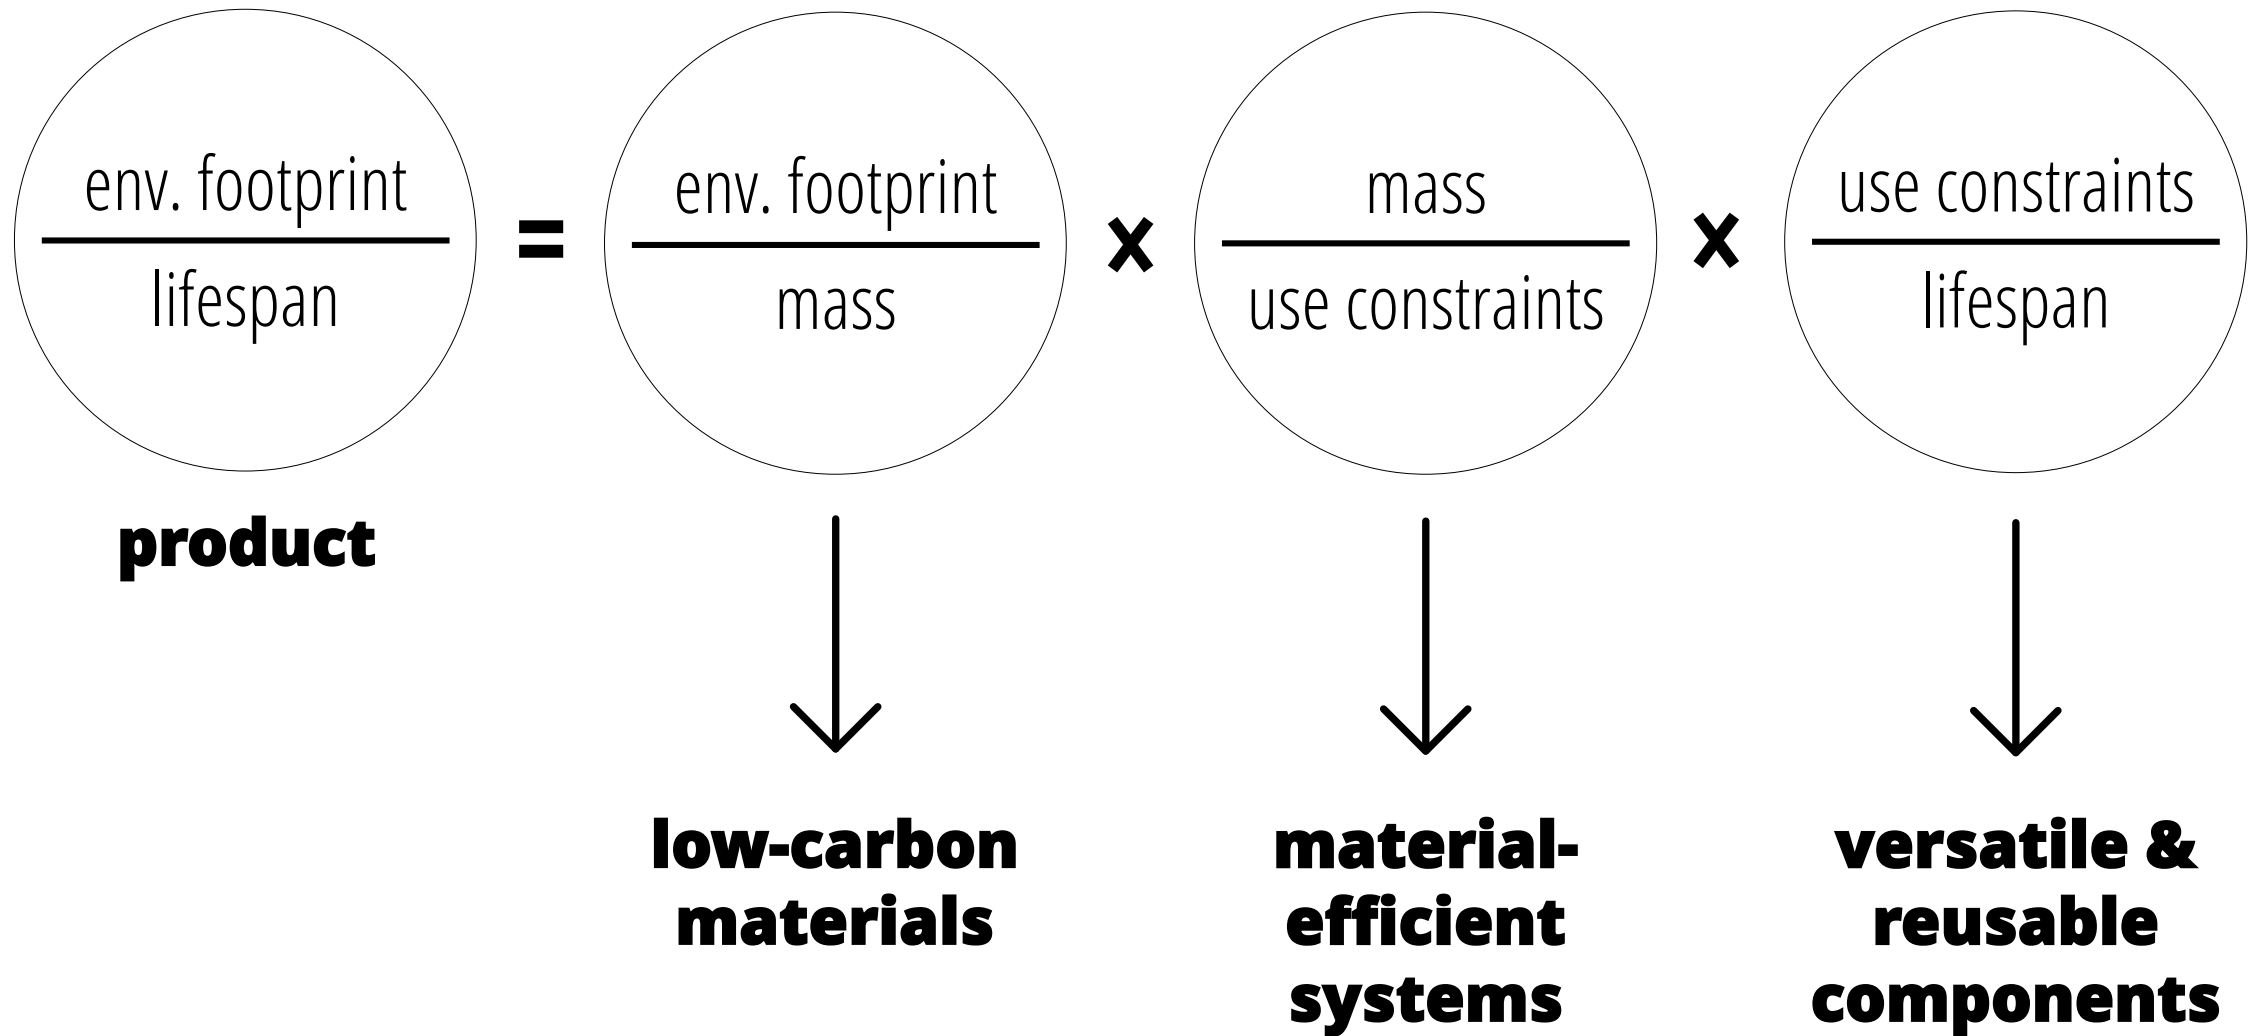 env. footprint
lifespan
=
env. footprint
mass
x
mass
use constraints
x
use constraints
lifespan
product
low-carbon
materials
material-
efficient
systems
versatile &
reusable
components